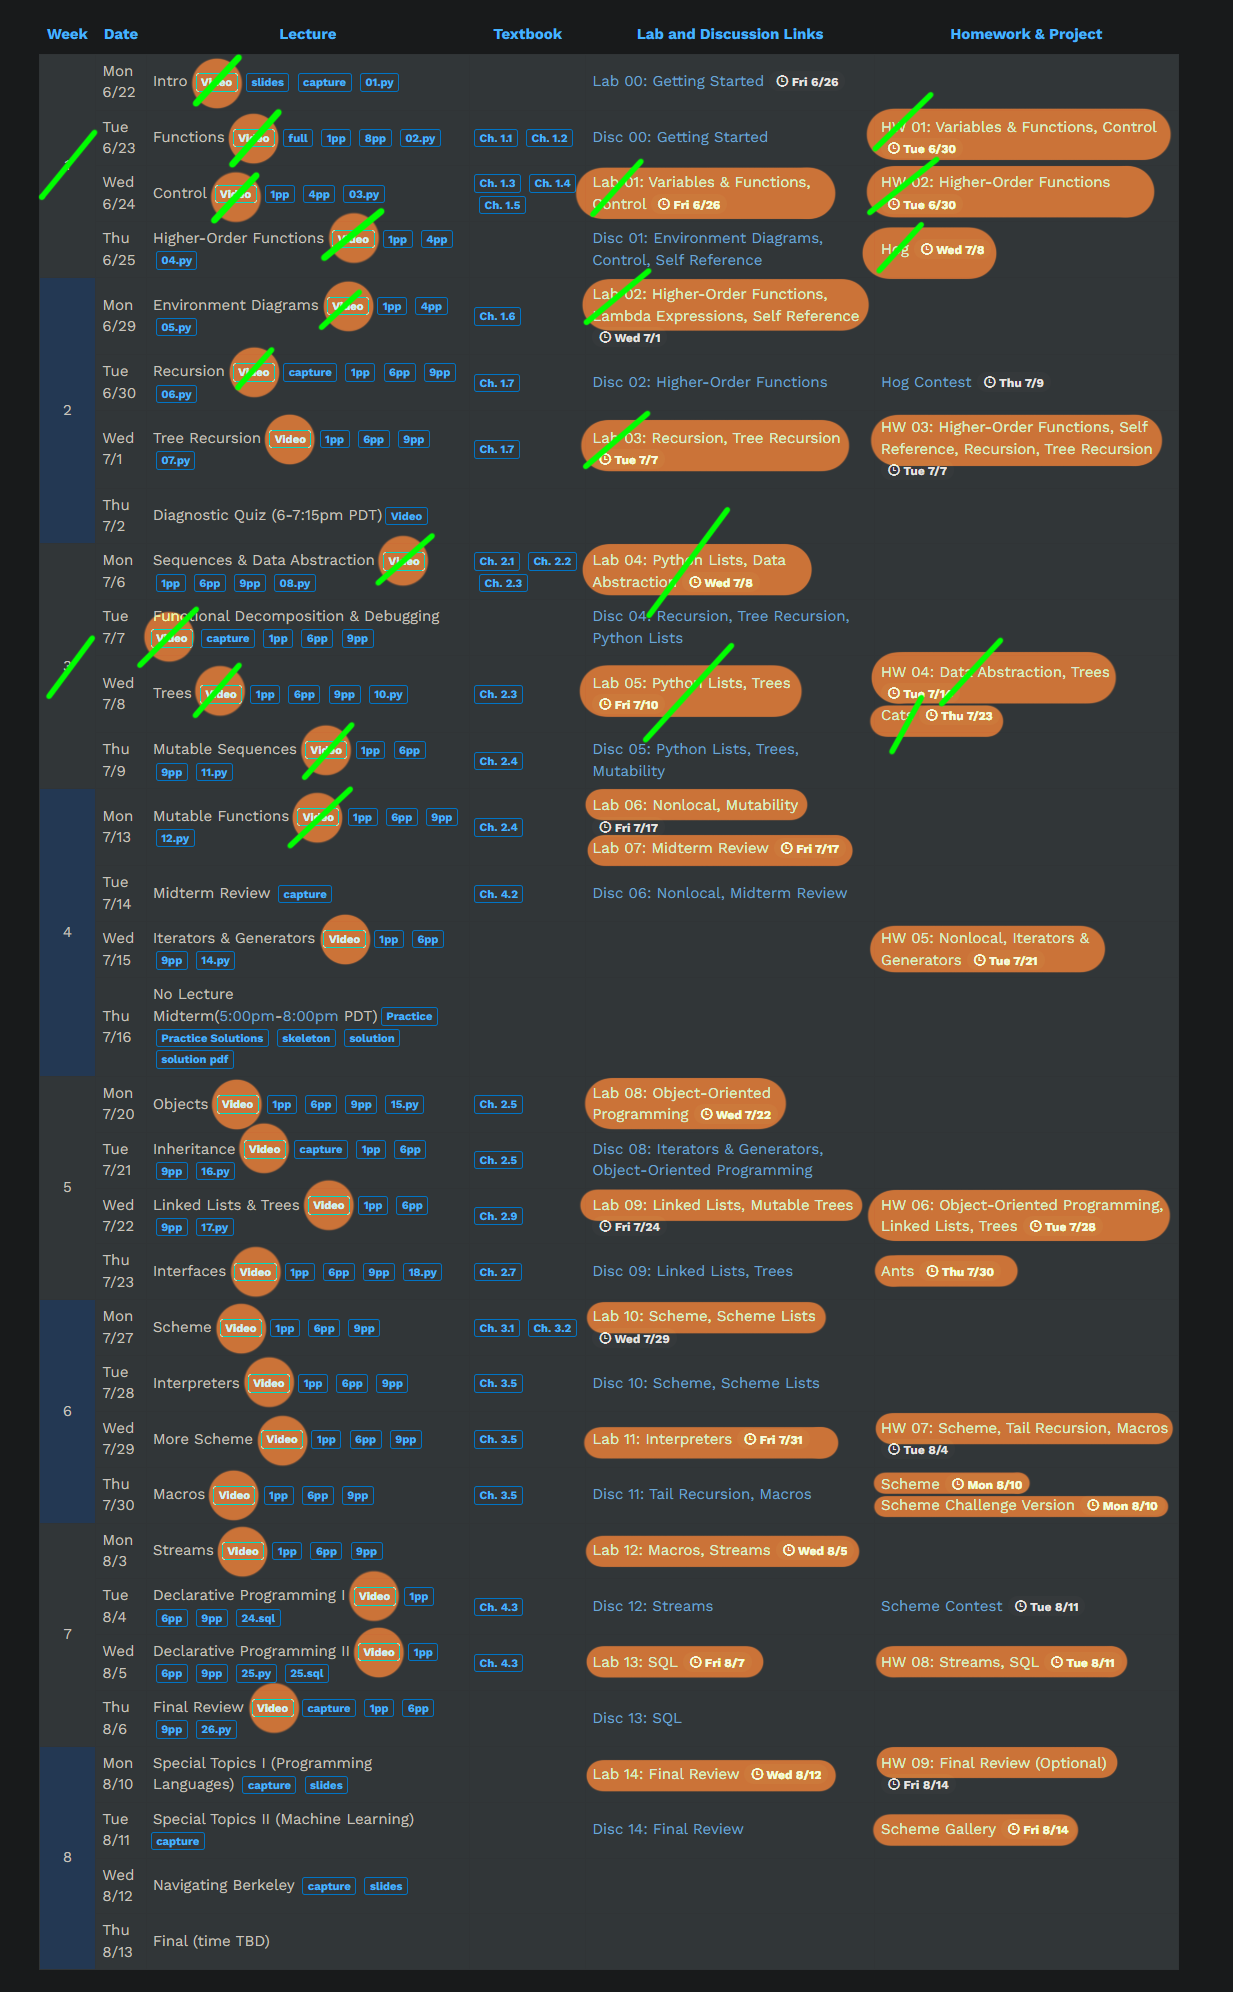 Week Date Lecture Textbook Lab and Discussion Links Homework & Project
Mon 6/22 Intro Video slides capture 01.py Lab 00: Getting Started Fri 6/26
Tue 6/23 Functions Video full 1pp 8pp 02.py Ch. 1.1 Ch. 1.2 Disc 00: Getting Started HW 01: Variables & Functions, Control Tue 6/30
Wed 6/24 Control Video 1pp 4pp 03.py Ch. 1.3 Ch. 1.4 Ch. 1.5 Lab 01: Variables & Functions, Control Fri 6/26 HW 02: Higher-Order Functions Tue 6/30
Thu 6/25 Higher-Order Functions Video 1pp 4pp 04.py Disc 01: Environment Diagrams, Control, Self Reference Hog Wed 7/8
2
Mon 6/29 Environment Diagrams Video 1pp 4pp 05.py Ch. 1.6 Lab 02: Higher-Order Functions, Lambda Expressions, Self Reference Wed 7/1
Tue 6/30 Recursion Video capture 1pp 6pp 9pp 06.py Ch. 1.7 Disc 02: Higher-Order Functions Hog Contest Thu 7/9
Wed 7/1 Tree Recursion Video 1pp 6pp 9pp 07.py Ch. 1.7 Lab 03: Recursion, Tree Recursion Tue 7/7 HW 03: Higher-Order Functions, Self Reference, Recursion, Tree Recursion Tue 7/7
Thu 7/2 Diagnostic Quiz (6-7:15pm PDT) Video
3
Mon 7/6 Sequences & Data Abstraction Video 1pp 6pp 9pp 08.py Ch. 2.1 Ch. 2.2 Ch. 2.3 Lab 04: Python Lists, Data Abstraction Wed 7/8
Tue 7/7 Functional Decomposition & Debugging Video capture 1pp 6pp 9pp Disc 04: Recursion, Tree Recursion, Python Lists
Wed 7/8 Trees Video 1pp 6pp 9pp 10.py Ch. 2.3 Lab 05: Python Lists, Trees Fri 7/10 HW 04: Data Abstraction, Trees Tue 7/14 Cats Thu 7/23
Thu 7/9 Mutable Sequences Video 1pp 6pp 9pp 11.py Ch. 2.4 Disc 05: Python Lists, Trees, Mutability
4
Mon 7/13 Mutable Functions Video 1pp 6pp 9pp 12.py Ch. 2.4 Lab 06: Nonlocal, Mutability Fri 7/17 Lab 07: Midterm Review Fri 7/17
Tue 7/14 Midterm Review capture Ch. 4.2 Disc 06: Nonlocal, Midterm Review
Wed 7/15 Iterators & Generators Video 1pp 6pp 9pp 14.py HW 05: Nonlocal, Iterators & Generators Tue 7/21
Thu 7/16 No Lecture Midterm(5:00pm-8:00pm PDT) Practice Practice Solutions skeleton solution solution pdf
5
Mon 7/20 Objects Video 1pp 6pp 9pp 15.py Ch. 2.5 Lab 08: Object-Oriented Programming Wed 7/22
Tue 7/21 Inheritance Video capture 1pp 6pp 9pp 16.py Ch. 2.5 Disc 08: Iterators & Generators, Object-Oriented Programming
Wed 7/22 Linked Lists & Trees Video 1pp 6pp 9pp 17.py Ch. 2.9 Lab 09: Linked Lists, Mutable Trees Fri 7/24 HW 06: Object-Oriented Programming, Linked Lists, Trees Tue 7/28
Thu 7/23 Interfaces Video 1pp 6pp 9pp 18.py Ch. 2.7 Disc 09: Linked Lists, Trees Ants Thu 7/30
6
Mon 7/27 Scheme Video 1pp 6pp 9pp Ch. 3.1 Ch. 3.2 Lab 10: Scheme, Scheme Lists Wed 7/29
Tue 7/28 Interpreters Video 1pp 6pp 9pp Ch. 3.5 Disc 10: Scheme, Scheme Lists
Wed 7/29 More Scheme Video 1pp 6pp 9pp Ch. 3.5 Lab 11: Interpreters Fri 7/31 HW 07: Scheme, Tail Recursion, Macros Tue 8/4
Thu 7/30 Macros Video 1pp 6pp 9pp Ch. 3.5 Disc 11: Tail Recursion, Macros Scheme Mon 8/10 Scheme Challenge Version Mon 8/10
7
Mon 8/3 Streams Video 1pp 6pp 9pp Lab 12: Macros, Streams Wed 8/5
Tue 8/4 Declarative Programming I Video 1pp 6pp 9pp 24.sql Ch. 4.3 Disc 12: Streams Scheme Contest Tue 8/11
Wed 8/5 Declarative Programming II Video 1pp 6pp 9pp 25.py 25.sql Ch. 4.3 Lab 13: SQL Fri 8/7 HW 08: Streams, SQL Tue 8/11
Thu 8/6 Final Review Video capture 1pp 6pp 9pp 26.py Disc 13: SQL
8
Mon 8/10 Special Topics I (Programming Languages) capture slides Lab 14: Final Review Wed 8/12 HW 09: Final Review (Optional) Fri 8/14
Tue 8/11 Special Topics II (Machine Learning) capture Disc 14: Final Review Scheme Gallery Fri 8/14
Wed 8/12 Navigating Berkeley capture slides
Thu 8/13 Final (time TBD)